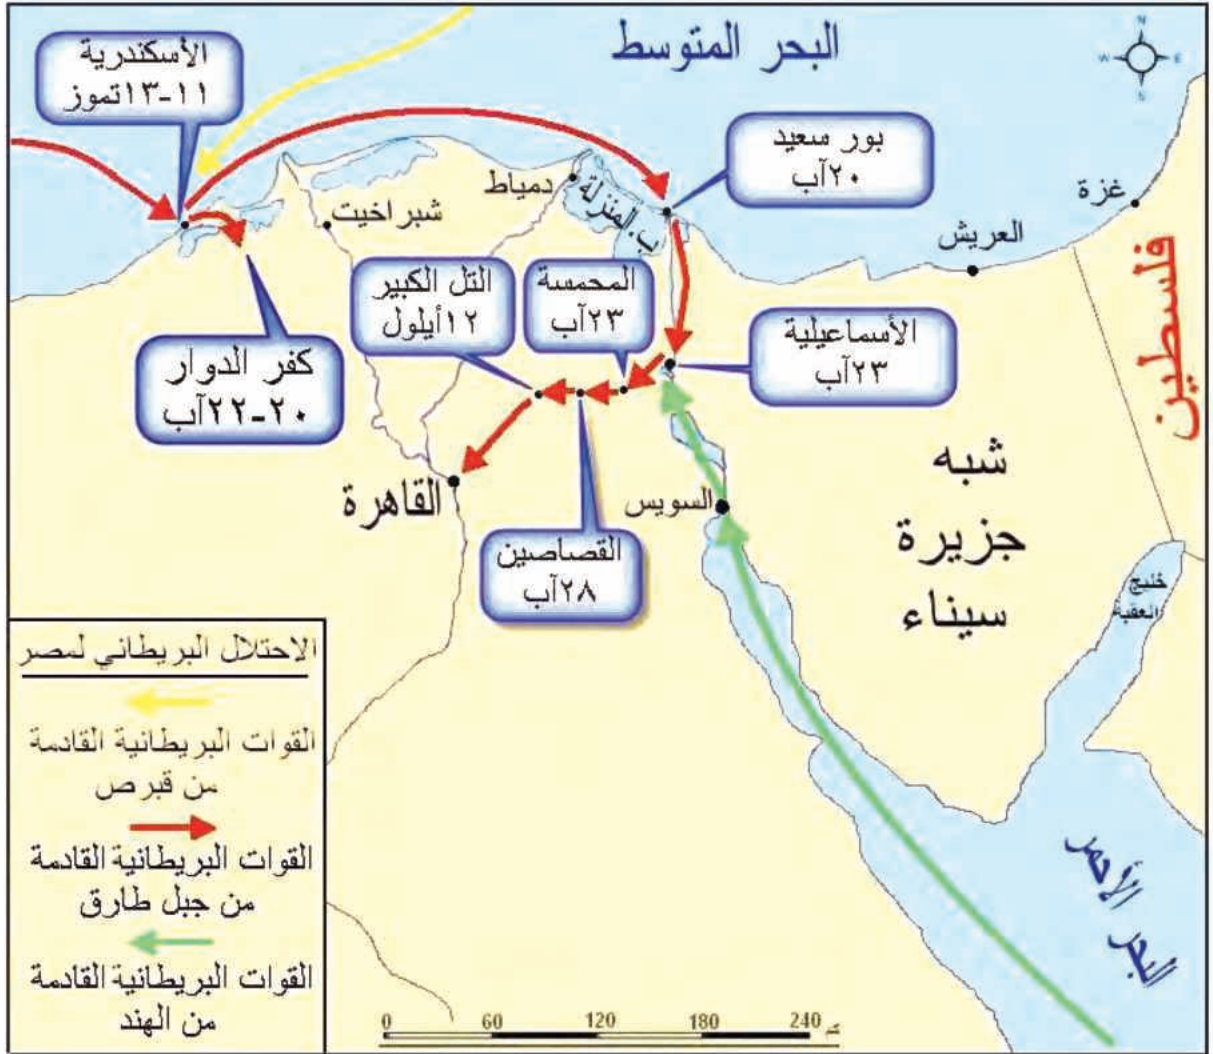 البحر المتوسط
N
W
E
N
الأسكندرية
١١-١٣تموز
بور سعيد
٢٠آب
غزة
دمياط
ب.المنزلة
شبراخيت
العريش
فلسطين
التل الكبير
١٢أيلول
المحمسة
٢٣آب
الأسماعيلية
٢٣آب
كفر الدوار
٢٠-٢٢آب
شبه
جزيرة
سيناء
القاهرة
السويس
القصاصين
٢٨آب
خليج
العقبة
البحر الأحمر
الاحتلال البريطاني لمصر
القوات البريطانية القادمة
من قبرص
القوات البريطانية القادمة
من جبل طارق
القوات البريطانية القادمة
من الهند
0 60 120 180 240